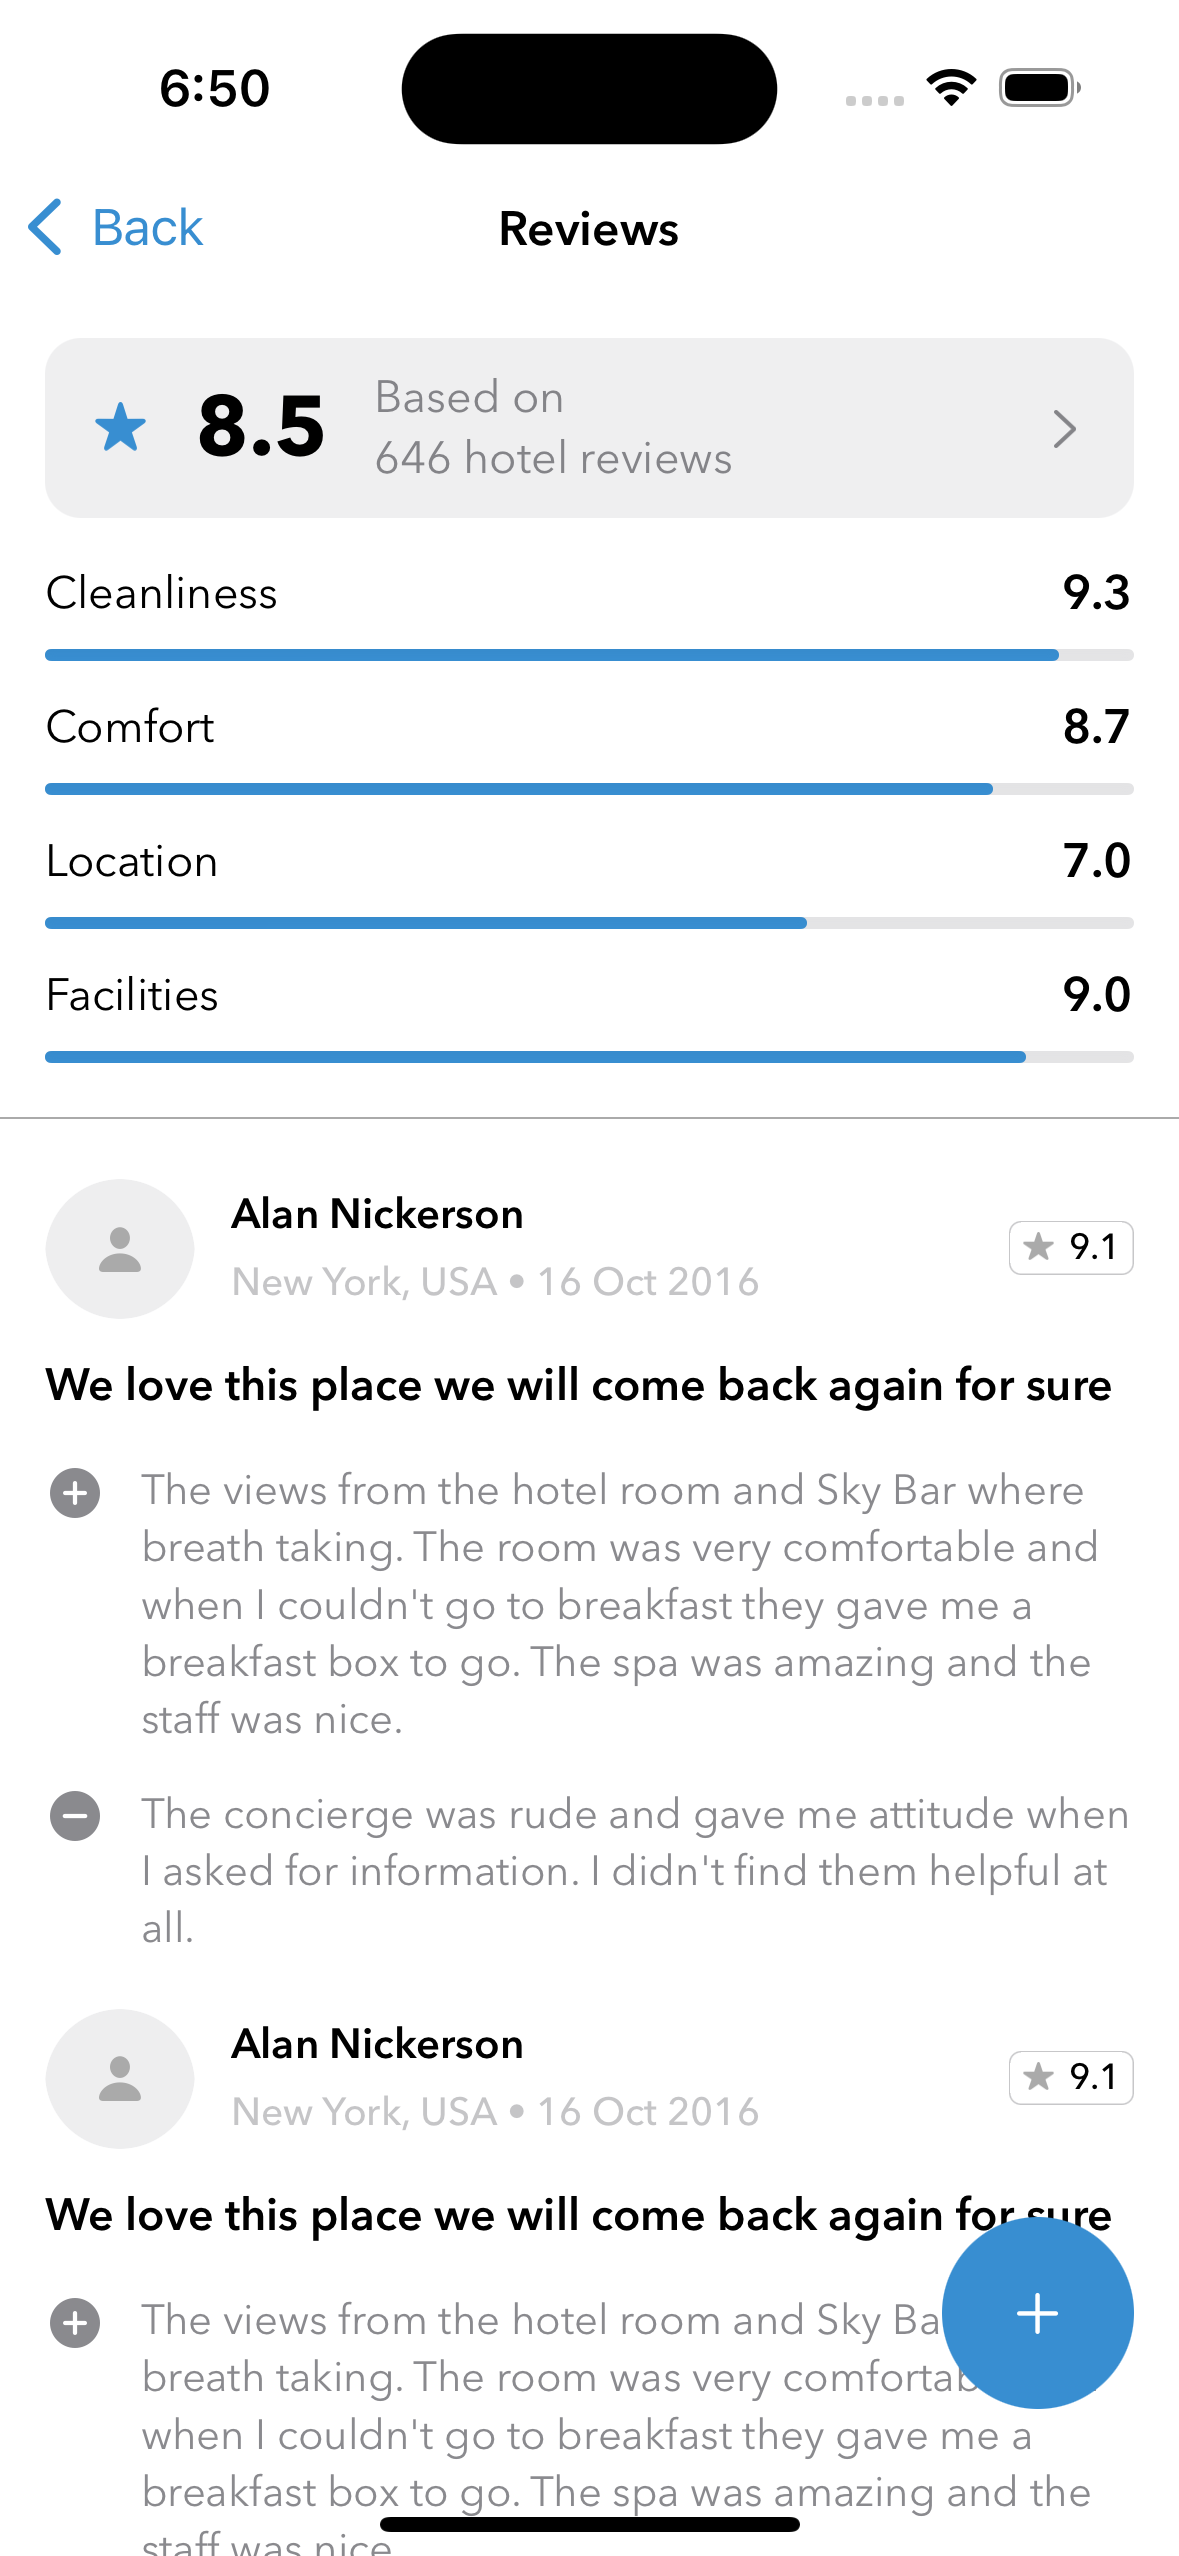 6:50
Back
Reviews
8.5
Based on
646 hotel reviews
Cleanliness 9.3
Comfort 8.7
Location 7.0
Facilities 9.0
Alan Nickerson
New York, USA • 16 Oct 2016
9.1
We love this place we will come back again for sure
The views from the hotel room and Sky Bar where
breath taking. The room was very comfortable and
when I couldn't go to breakfast they gave me a
breakfast box to go. The spa was amazing and the
staff was nice.
The concierge was rude and gave me attitude when
I asked for information. I didn't find them helpful at
all.
Alan Nickerson
New York, USA • 16 Oct 2016
9.1
We love this place we will come back again for sure
The views from the hotel room and Sky Ba
breath taking. The room was very comfortab
when I couldn't go to breakfast they gave me a
breakfast box to go. The spa was amazing and the
staff was nice